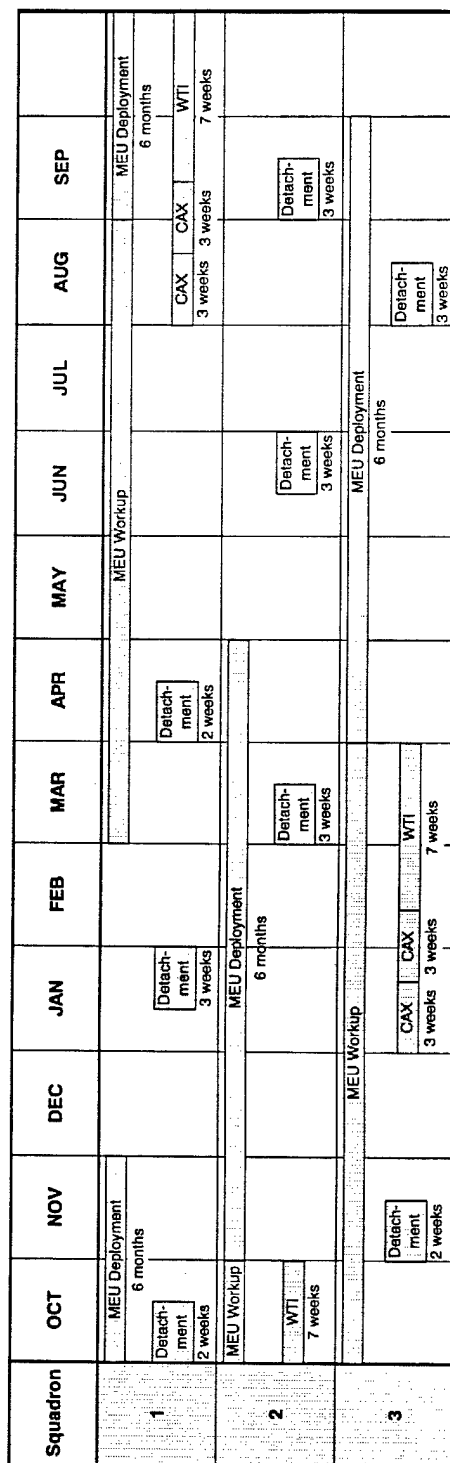 Squadron
OCT
NOV
DEC
JAN
FEB
MAR
APR
MAY
JUN
JUL
AUG
SEP
1
MEU Deployment
6 months
MEU Workup
MEU Deployment
6 months
Detach-
ment
2 weeks
Detach-
ment
3 weeks
Detach-
ment
2 weeks
CAX
3 weeks
CAX
3 weeks
WTI
7 weeks
2
MEU Workup
MEU Deployment
6 months
WTI
7 weeks
Detach-
ment
3 weeks
Detach-
ment
3 weeks
Detach-
ment
3 weeks
3
MEU Workup
MEU Deployment
6 months
Detach-
ment
2 weeks
CAX
3 weeks
CAX
3 weeks
WTI
7 weeks
Detach-
ment
3 weeks